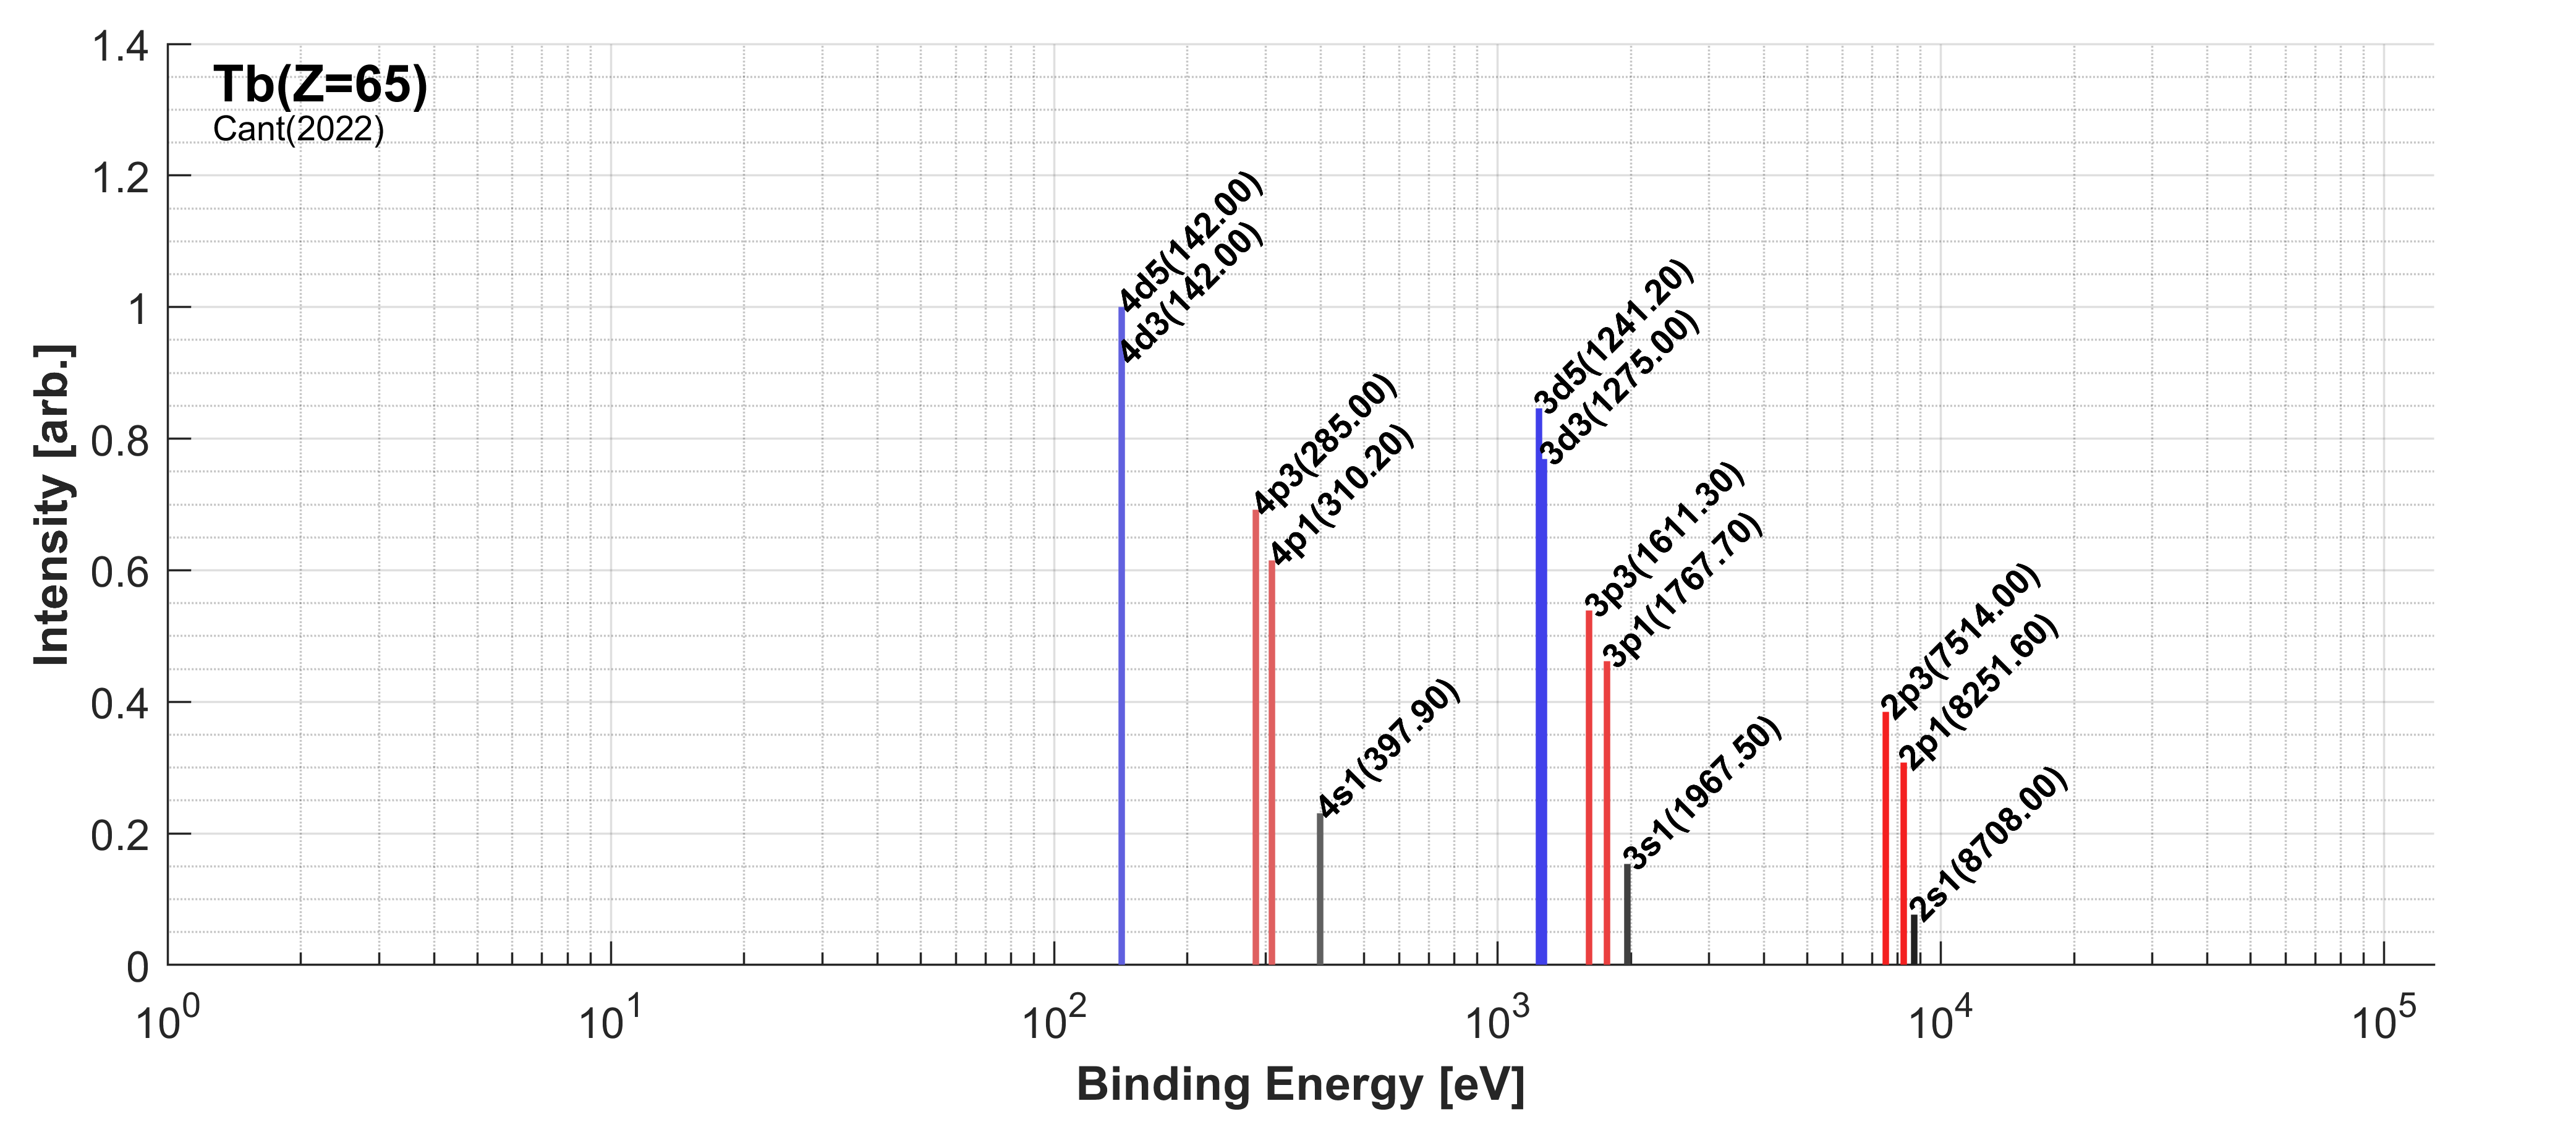 Tb(Z=65)
Cant(2022)
Intensity [arb.]
1.4
1.2
1
0.8
0.6
0.4
0.2
0
4d5(142.00)
4d3(142.00)
4p3(285.00)
4p1(310.20)
4s1(397.90)
3d5(1241.20)
3d3(1275.00)
3p3(1611.30)
3p1(1767.70)
3s1(1967.50)
2p3(7514.00)
2p1(8251.60)
2s1(8708.00)
10^0 10^1 10^2 10^3 10^4 10^5
Binding Energy [eV]